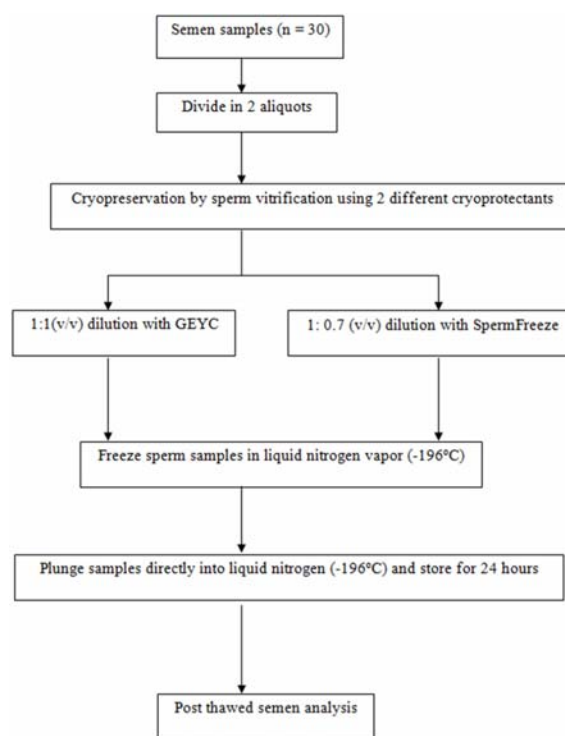 Semen samples (n = 30)
Divide in 2 aliquots
Cryopreservation by sperm vitrification using 2 different cryoprotectants
1:1(v/v) dilution with GEYC
1: 0.7 (v/v) dilution with SpermFreeze
Freeze sperm samples in liquid nitrogen vapor (-196ºC)
Plunge samples directly into liquid nitrogen (-196ºC) and store for 24 hours
Post thawed semen analysis